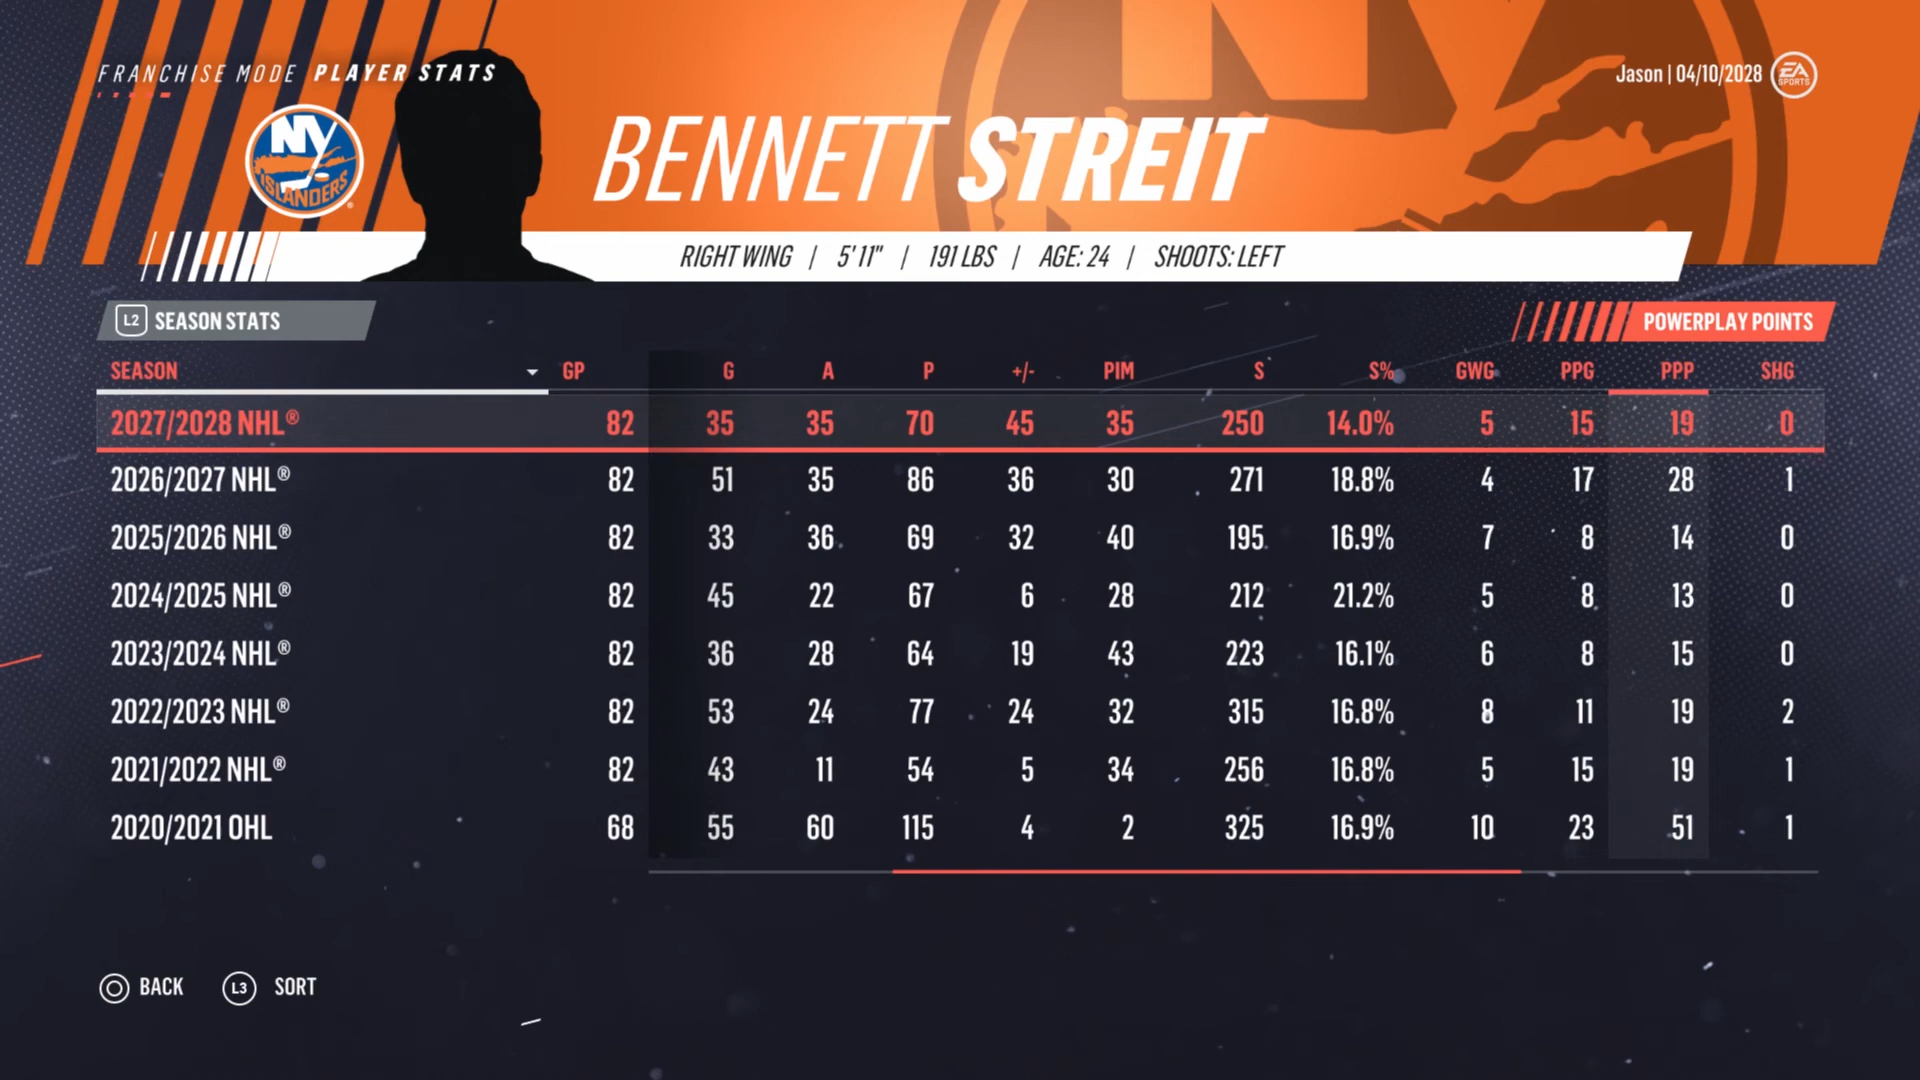 FRANCHISE MODE PLAYER STATS
Jason | 04/10/2028
EA SPORTS
NY ISLANDERS ®
BENNETT STREIT
RIGHT WING | 5' 11" | 191 LBS | AGE: 24 | SHOOTS: LEFT
L2 SEASON STATS
POWERPLAY POINTS
SEASON GP G A P +/- PIM S S% GWG PPG PPP SHG
2027/2028 NHL® 82 35 35 70 45 35 250 14.0% 5 15 19 0
2026/2027 NHL® 82 51 35 86 36 30 271 18.8% 4 17 28 1
2025/2026 NHL® 82 33 36 69 32 40 195 16.9% 7 8 14 0
2024/2025 NHL® 82 45 22 67 6 28 212 21.2% 5 8 13 0
2023/2024 NHL® 82 36 28 64 19 43 223 16.1% 6 8 15 0
2022/2023 NHL® 82 53 24 77 24 32 315 16.8% 8 11 19 2
2021/2022 NHL® 82 43 11 54 5 34 256 16.8% 5 15 19 1
2020/2021 OHL 68 55 60 115 4 2 325 16.9% 10 23 51 1
BACK L3 SORT